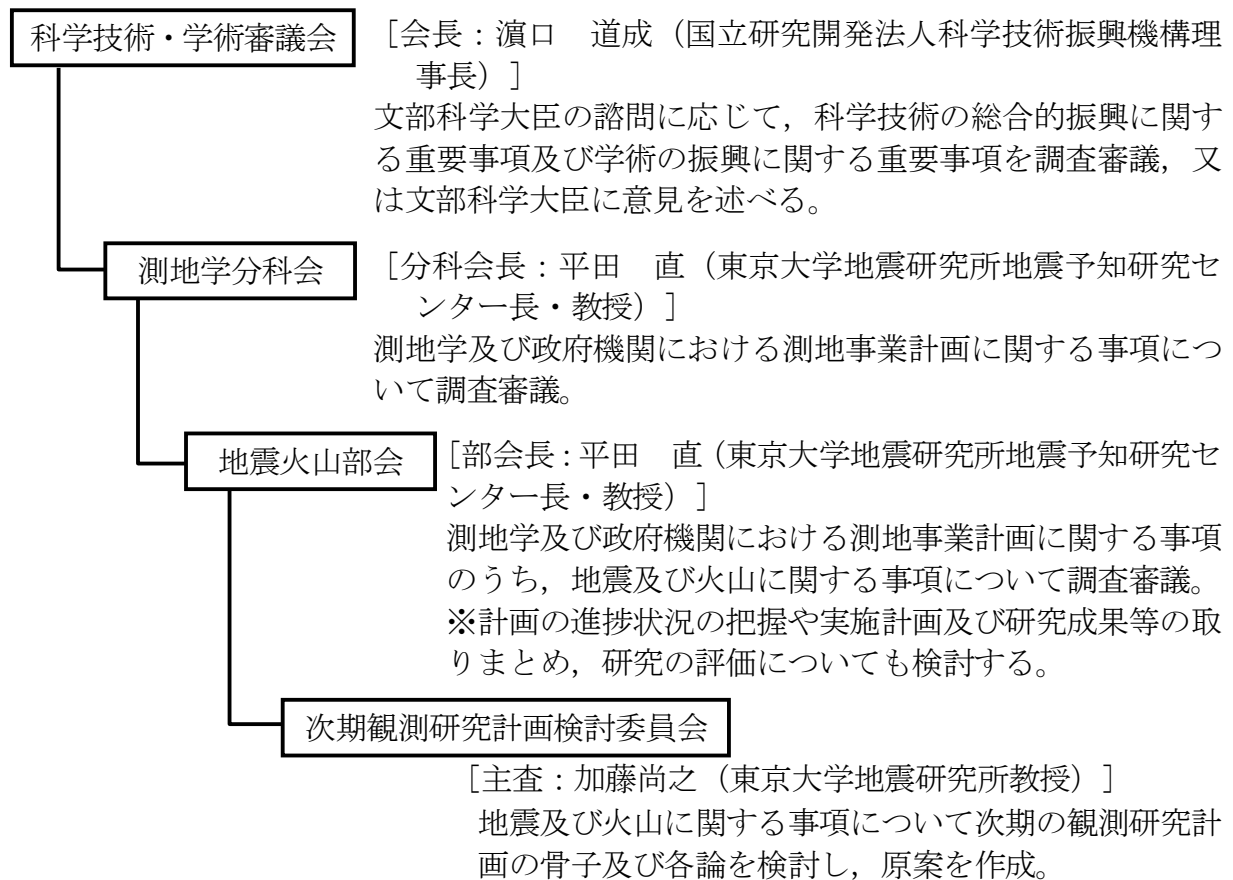 科学技術・学術審議会
[会長：濵口　道成（国立研究開発法人科学技術振興機構理
事長）]
文部科学大臣の諮問に応じて，科学技術の総合的振興に関す
る重要事項及び学術の振興に関する重要事項を調査審議，又
は文部科学大臣に意見を述べる。
測地学分科会
[分科会長：平田　直（東京大学地震研究所地震予知研究セ
ンター長・教授）]
測地学及び政府機関における測地事業計画に関する事項につ
いて調査審議。
地震火山部会
[部会長：平田　直（東京大学地震研究所地震予知研究セ
ンター長・教授）]
測地学及び政府機関における測地事業計画に関する事項
のうち，地震及び火山に関する事項について調査審議。
※計画の進捗状況の把握や実施計画及び研究成果等の取
りまとめ，研究の評価についても検討する。
次期観測研究計画検討委員会
[主査：加藤尚之（東京大学地震研究所教授）]
地震及び火山に関する事項について次期の観測研究計
画の骨子及び各論を検討し，原案を作成。